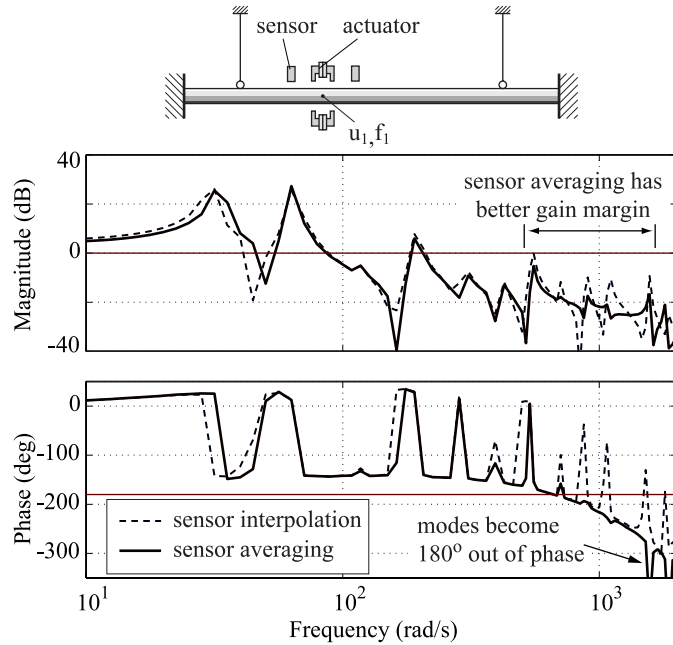 sensor actuator
u1,f1
40
0
-40
Magnitude (dB)
sensor averaging has
better gain margin
0
-100
-200
-300
Phase (deg)
sensor interpolation
sensor averaging
modes become
180° out of phase
10^1 10^2 10^3
Frequency (rad/s)